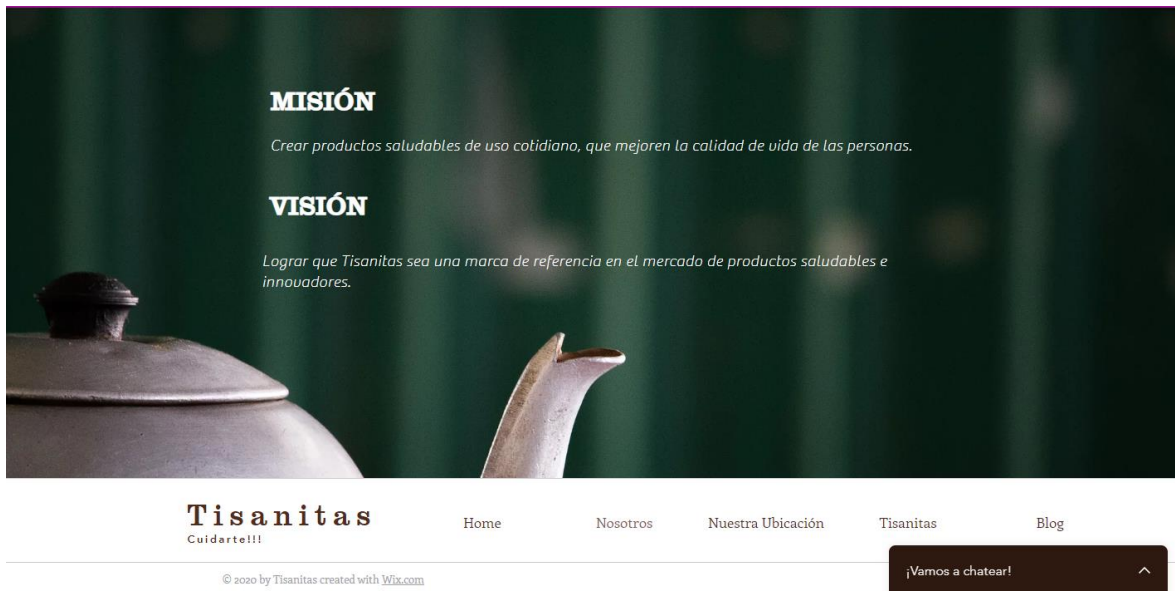 MISIÓN
Crear productos saludables de uso cotidiano, que mejoren la calidad de vida de las personas.
VISIÓN
Lograr que Tisanitas sea una marca de referencia en el mercado de productos saludables e
innovadores.
Tisanitas
Cuidarte!!!
Home
Nosotros
Nuestra Ubicación
Tisanitas
Blog
© 2020 by Tisanitas created with Wix.com
¡Vamos a chatear!